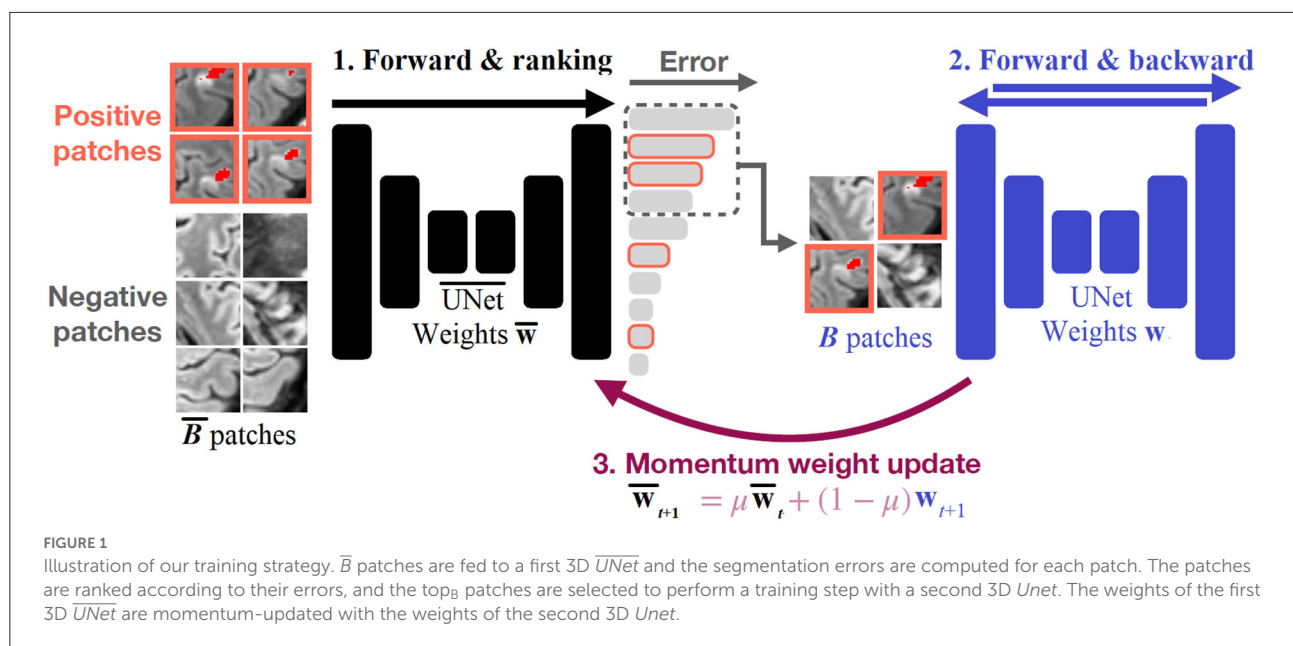 1. Forward & ranking
Error
2. Forward & backward
Positive
patches
Negative
patches
B̅ patches
U̅N̅e̅t̅
Weights w̅
B patches
UNet
Weights w
3. Momentum weight update
w̅ₜ₊₁ = μw̅ₜ + (1 − μ)wₜ₊₁
FIGURE 1
Illustration of our training strategy. B̅ patches are fed to a first 3D U̅N̅e̅t̅ and the segmentation errors are computed for each patch. The patches
are ranked according to their errors, and the top_B patches are selected to perform a training step with a second 3D Unet. The weights of the first
3D U̅N̅e̅t̅ are momentum-updated with the weights of the second 3D Unet.